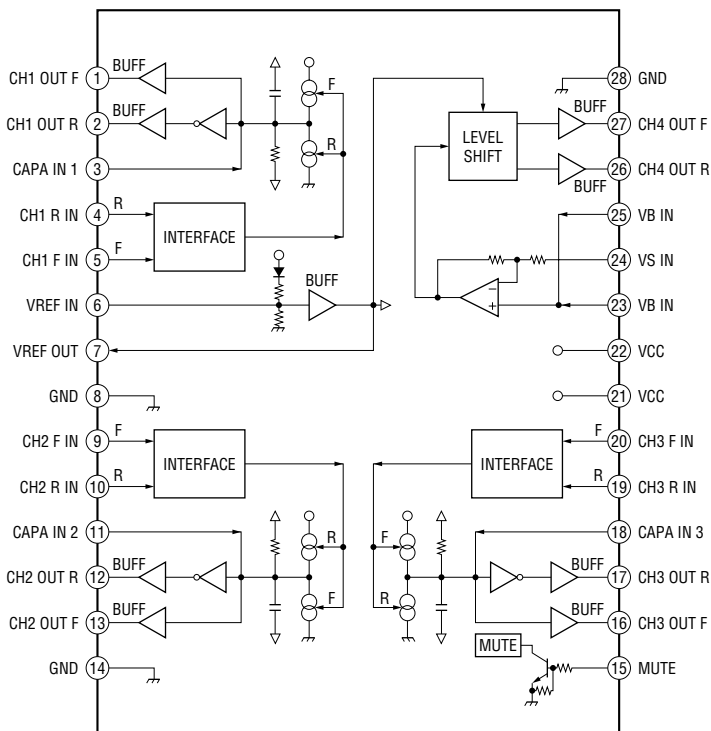 CH1 OUT F 1 BUFF
CH1 OUT R 2 BUFF
CAPA IN 1 3
CH1 R IN 4 R
CH1 F IN 5 F
INTERFACE
F
R
VREF IN 6
BUFF
VREF OUT 7
GND 8
CH2 F IN 9 F
CH2 R IN 10 R
INTERFACE
CAPA IN 2 11
CH2 OUT R 12 BUFF
CH2 OUT F 13 BUFF
R
F
GND 14
28 GND
BUFF 27 CH4 OUT F
26 CH4 OUT R
BUFF
LEVEL
SHIFT
25 VB IN
24 VS IN
−
+
23 VB IN
22 VCC
21 VCC
F 20 CH3 F IN
R 19 CH3 R IN
INTERFACE
18 CAPA IN 3
F
R
BUFF 17 CH3 OUT R
BUFF 16 CH3 OUT F
MUTE
15 MUTE